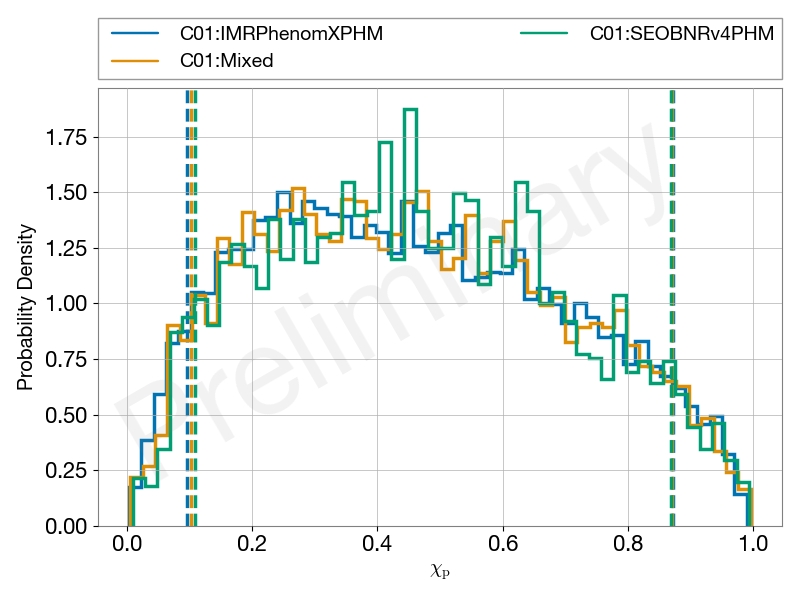 C01:IMRPhenomXPHM
C01:Mixed
C01:SEOBNRv4PHM
Preliminary
Probability Density
1.75
1.50
1.25
1.00
0.75
0.50
0.25
0.00
0.0 0.2 0.4 0.6 0.8 1.0
χp